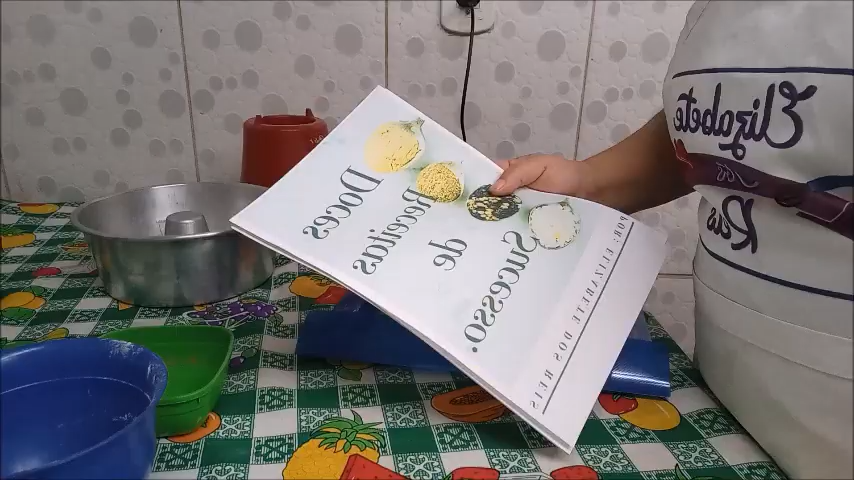 Doces
Receitas
de
Sucesso.
POR: ELIZABETE DOS REIS
Elizabete
Reis